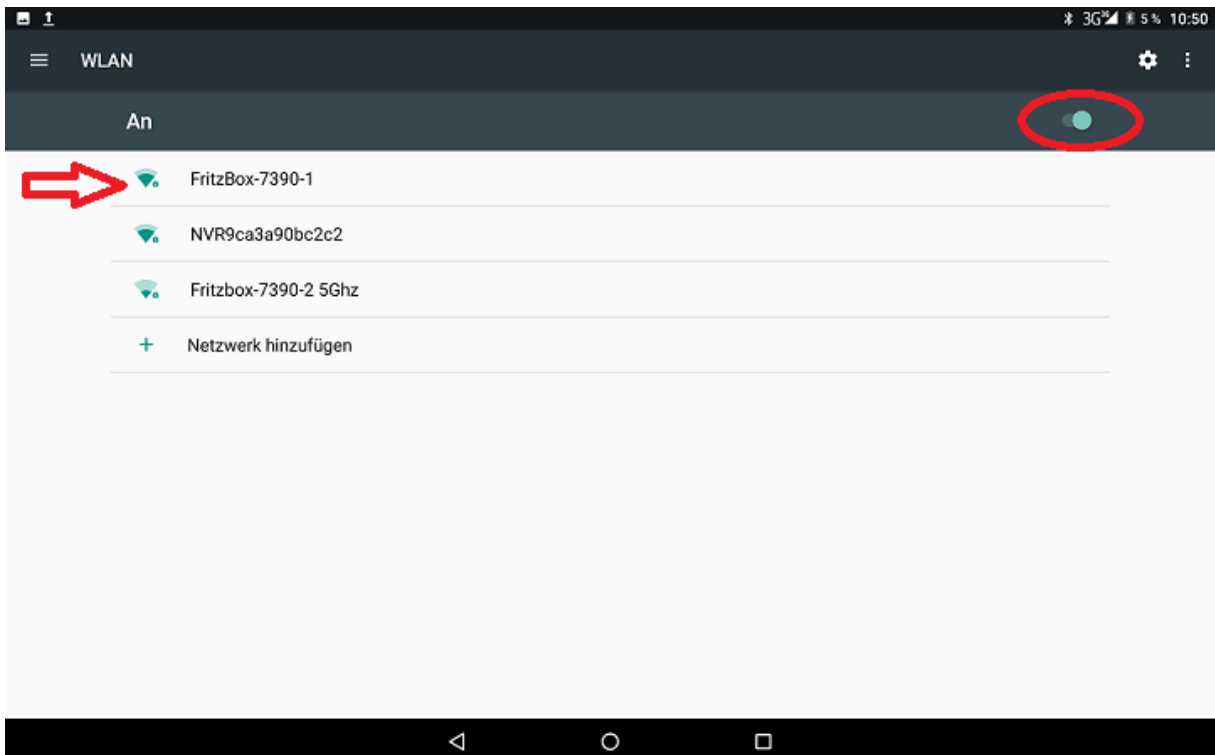 3G 5 % 10:50
WLAN
An
FritzBox-7390-1
NVR9ca3a90bc2c2
Fritzbox-7390-2 5Ghz
Netzwerk hinzufügen